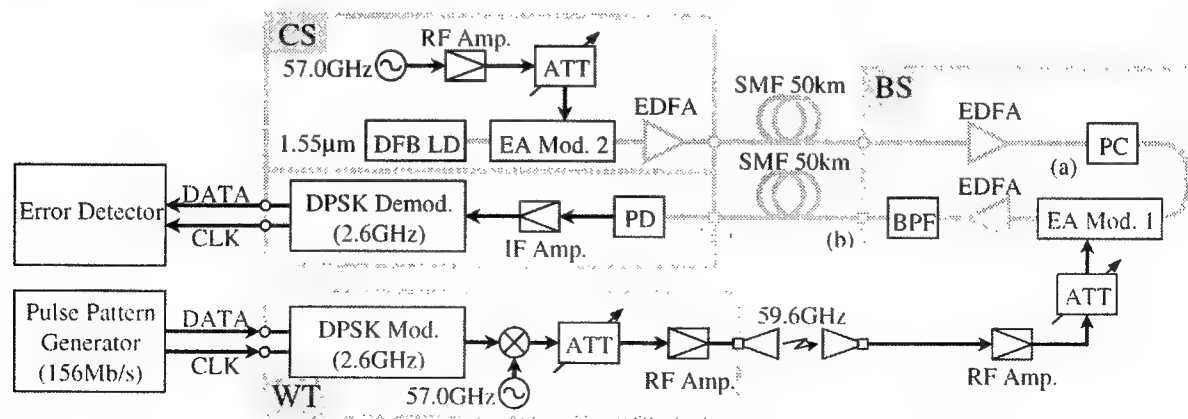 CS
RF Amp.
57.0GHz
ATT
SMF 50km
BS
EDFA
EDFA
1.55μm
DFB LD
EA Mod. 2
PC
SMF 50km
(a)
EDFA
Error Detector
DATA
CLK
DPSK Demod.
(2.6GHz)
IF Amp.
PD
(b)
BPF
EA Mod. 1
ATT
Pulse Pattern
Generator
(156Mb/s)
DATA
CLK
DPSK Mod.
(2.6GHz)
ATT
59.6GHz
RF Amp.
RF Amp.
WT
57.0GHz